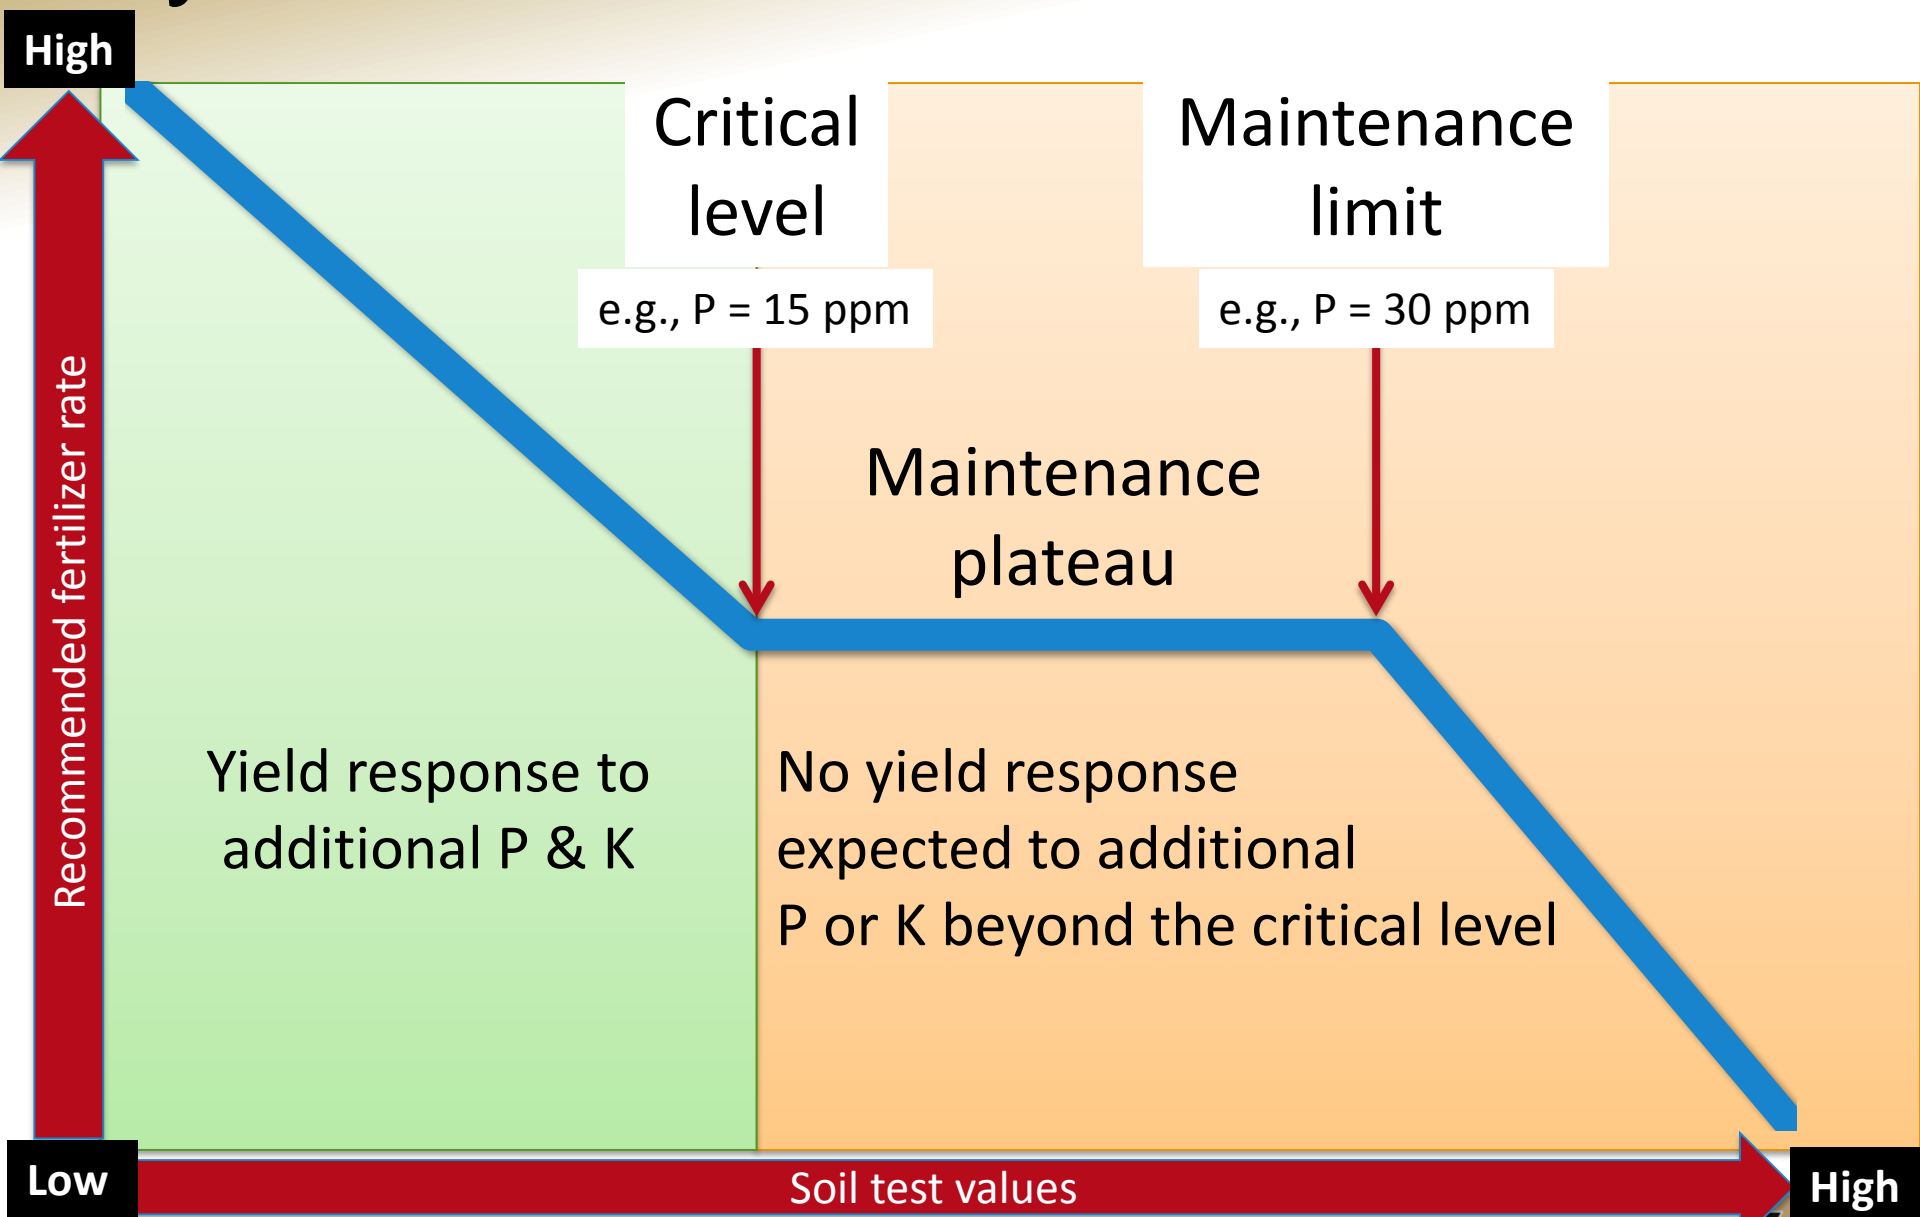 High
Critical
level
e.g., P = 15 ppm
Maintenance
limit
e.g., P = 30 ppm
Maintenance
plateau
Recommended fertilizer rate
Yield response to
additional P & K
No yield response
expected to additional
P or K beyond the critical level
Low
Soil test values
High